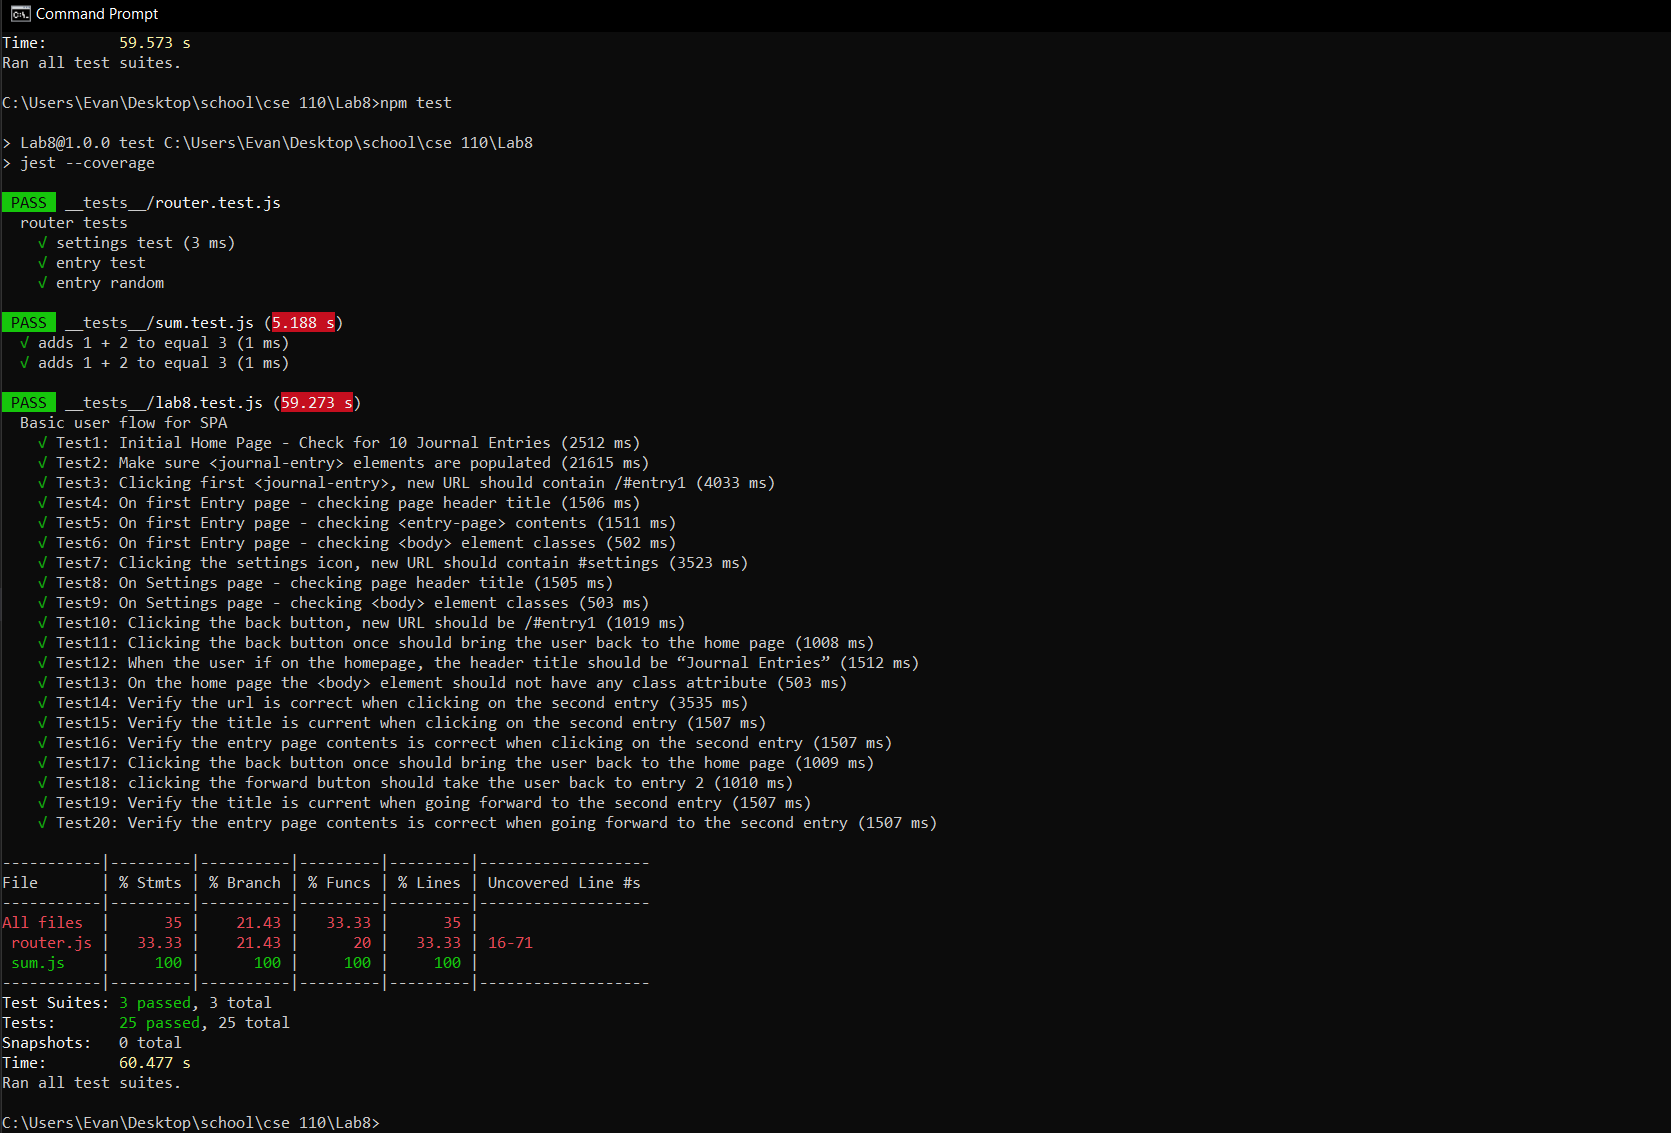 Command Prompt
Time:        59.573 s
Ran all test suites.
C:\Users\Evan\Desktop\school\cse 110\Lab8>npm test
> Lab8@1.0.0 test C:\Users\Evan\Desktop\school\cse 110\Lab8
> jest --coverage
PASS  __tests__/router.test.js
router tests
√ settings test (3 ms)
√ entry test
√ entry random
PASS  __tests__/sum.test.js (5.188 s)
√ adds 1 + 2 to equal 3 (1 ms)
√ adds 1 + 2 to equal 3 (1 ms)
PASS  __tests__/lab8.test.js (59.273 s)
Basic user flow for SPA
√ Test1: Initial Home Page - Check for 10 Journal Entries (2512 ms)
√ Test2: Make sure <journal-entry> elements are populated (21615 ms)
√ Test3: Clicking first <journal-entry>, new URL should contain /#entry1 (4033 ms)
√ Test4: On first Entry page - checking page header title (1506 ms)
√ Test5: On first Entry page - checking <entry-page> contents (1511 ms)
√ Test6: On first Entry page - checking <body> element classes (502 ms)
√ Test7: Clicking the settings icon, new URL should contain #settings (3523 ms)
√ Test8: On Settings page - checking page header title (1505 ms)
√ Test9: On Settings page - checking <body> element classes (503 ms)
√ Test10: Clicking the back button, new URL should be /#entry1 (1019 ms)
√ Test11: Clicking the back button once should bring the user back to the home page (1008 ms)
√ Test12: When the user if on the homepage, the header title should be “Journal Entries” (1512 ms)
√ Test13: On the home page the <body> element should not have any class attribute (503 ms)
√ Test14: Verify the url is correct when clicking on the second entry (3535 ms)
√ Test15: Verify the title is current when clicking on the second entry (1507 ms)
√ Test16: Verify the entry page contents is correct when clicking on the second entry (1507 ms)
√ Test17: Clicking the back button once should bring the user back to the home page (1009 ms)
√ Test18: clicking the forward button should take the user back to entry 2 (1010 ms)
√ Test19: Verify the title is current when going forward to the second entry (1507 ms)
√ Test20: Verify the entry page contents is correct when going forward to the second entry (1507 ms)
-----------|---------|----------|---------|---------|-------------------
File       | % Stmts | % Branch | % Funcs | % Lines | Uncovered Line #s
-----------|---------|----------|---------|---------|-------------------
All files  |      35 |    21.43 |   33.33 |      35 |
router.js |   33.33 |    21.43 |      20 |   33.33 | 16-71
sum.js    |     100 |      100 |     100 |     100 |
-----------|---------|----------|---------|---------|-------------------
Test Suites: 3 passed, 3 total
Tests:       25 passed, 25 total
Snapshots:   0 total
Time:        60.477 s
Ran all test suites.
C:\Users\Evan\Desktop\school\cse 110\Lab8>